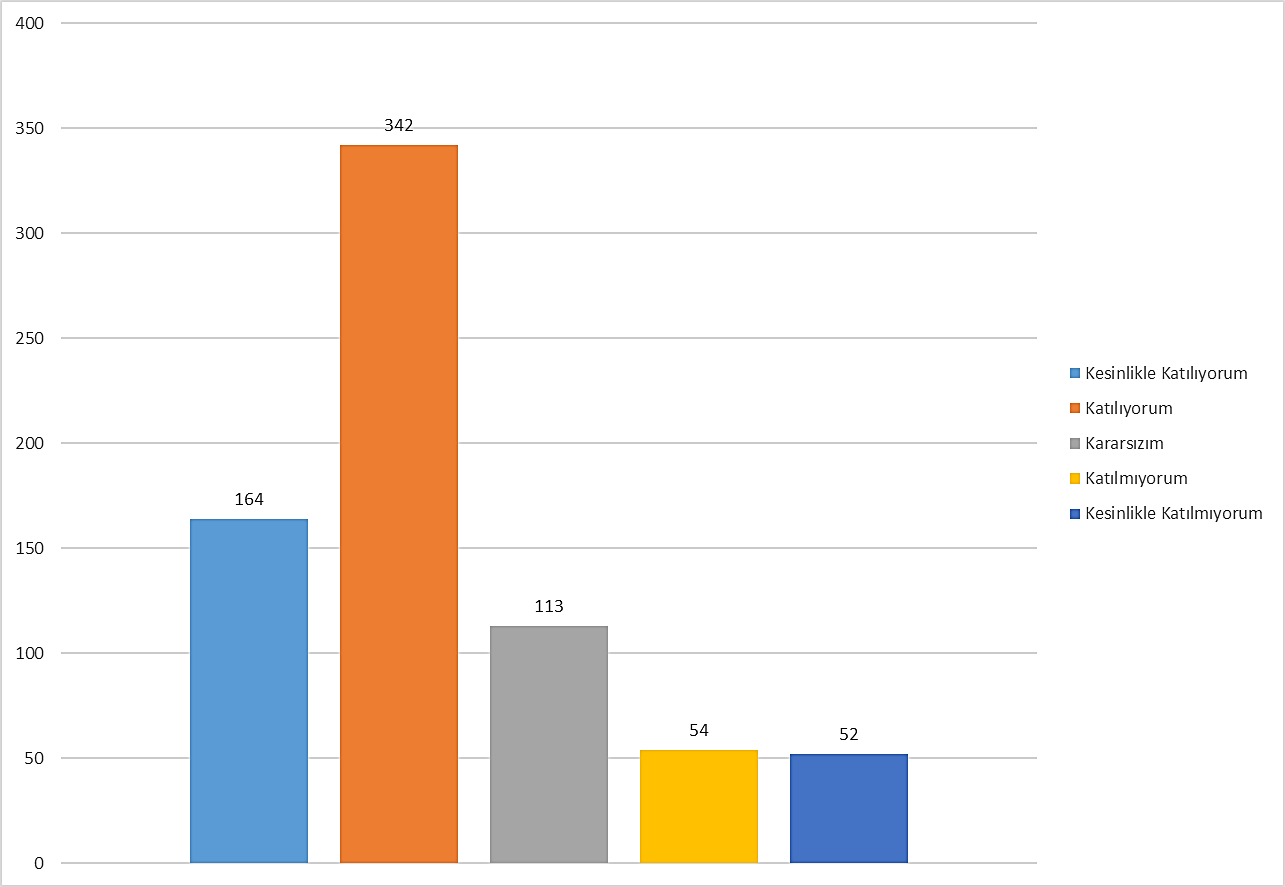 400
350
300
250
200
150
100
50
0
164
342
113
54
52
Kesinlikle Katılıyorum
Katılıyorum
Kararsızım
Katılmıyorum
Kesinlikle Katılmıyorum